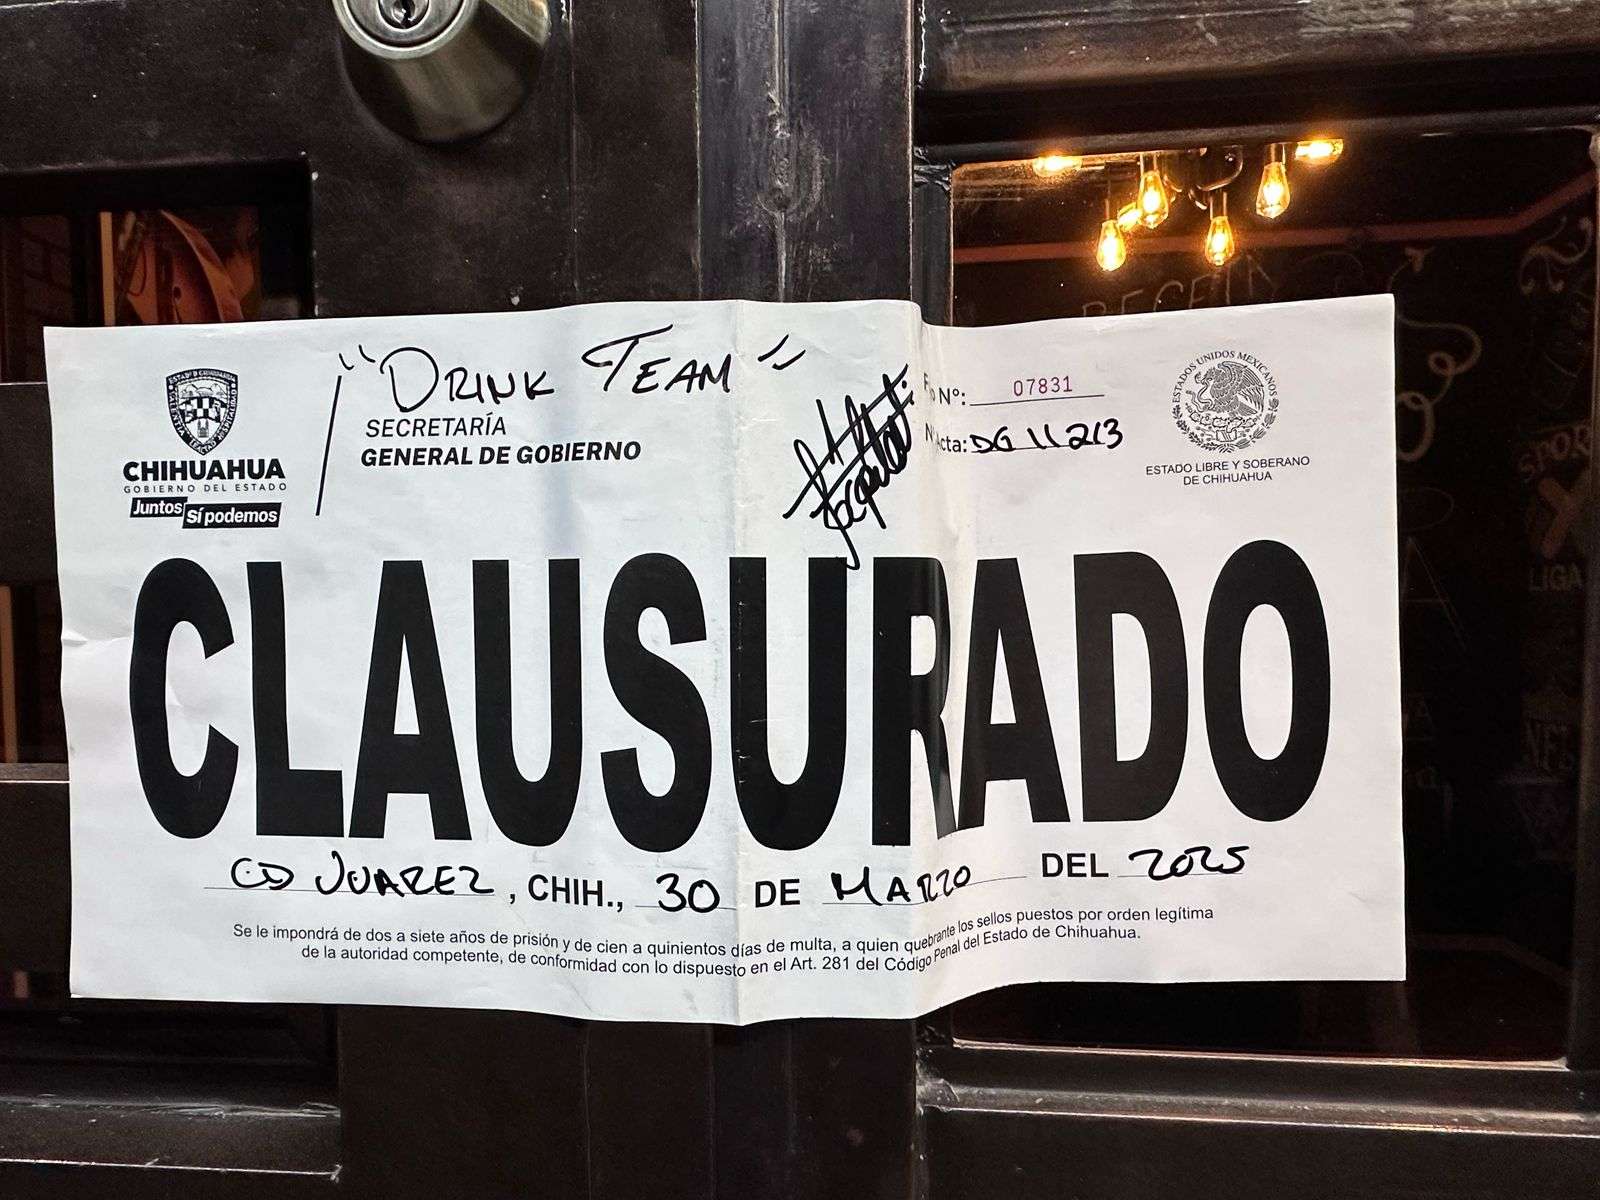 "DRINK TEAM"
SECRETARÍA
GENERAL DE GOBIERNO
CHIHUAHUA
GOBIERNO DEL ESTADO
Juntos
Sí podemos
Nº: 07831
Acta: DG 11213
ESTADOS UNIDOS MEXICANOS
ESTADO LIBRE Y SOBERANO
DE CHIHUAHUA
CLAUSURADO
CD JUAREZ, CHIH., 30 DE MARZO DEL 2025
Se le impondrá de dos a siete años de prisión y de cien a quinientos días de multa, a quien quebrante los sellos puestos por orden legítima
de la autoridad competente, de conformidad con lo dispuesto en el Art. 281 del Código Penal del Estado de Chihuahua.
LIGA